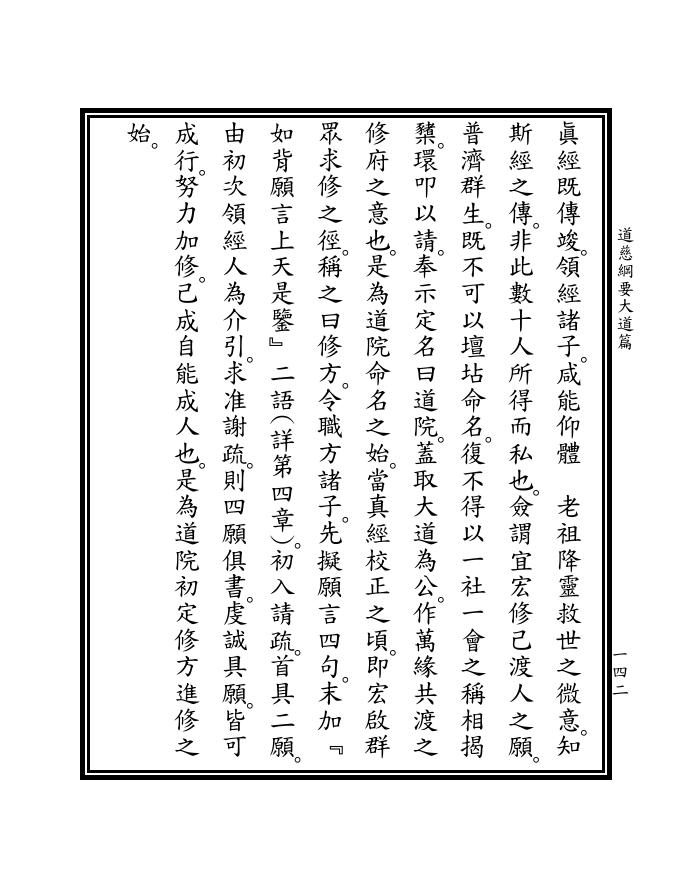 道慈綱要大道篇
一四二
眞經既傳竣。領經諸子。咸能仰體　老祖降靈救世之微意。知
斯經之傳。非此數十人所得而私也。僉謂宜宏修己渡人之願。
普濟群生。既不可以壇坫命名。復不得以一社一會之稱相揭
櫫。環叩以請。奉示定名曰道院。蓋取大道為公。作萬緣共渡之
修府之意也。是為道院命名之始。當真經校正之頃。即宏啟群
眾求修之徑。稱之曰修方。令職方諸子。先擬願言四句。末加『
如背願言上天是鑒』二語（詳第四章）。初入請疏。首具二願。
由初次領經人為介引。求准謝疏。則四願俱書。虔誠具願。皆可
成行。努力加修。己成自能成人也。是為道院初定修方進修之
始。